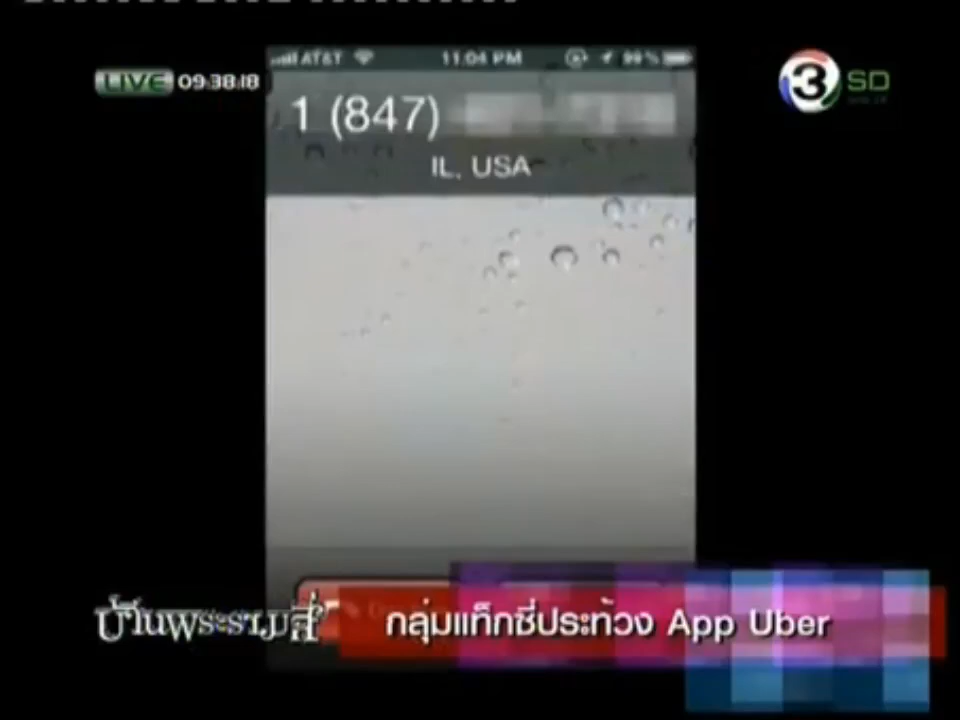 AT&T 11:04 PM 99%
LIVE 09:38:18
3 SD
1 (847)
IL, USA
บ้านพระรามสี่
กลุ่มแท็กซี่ประท้วง App Uber